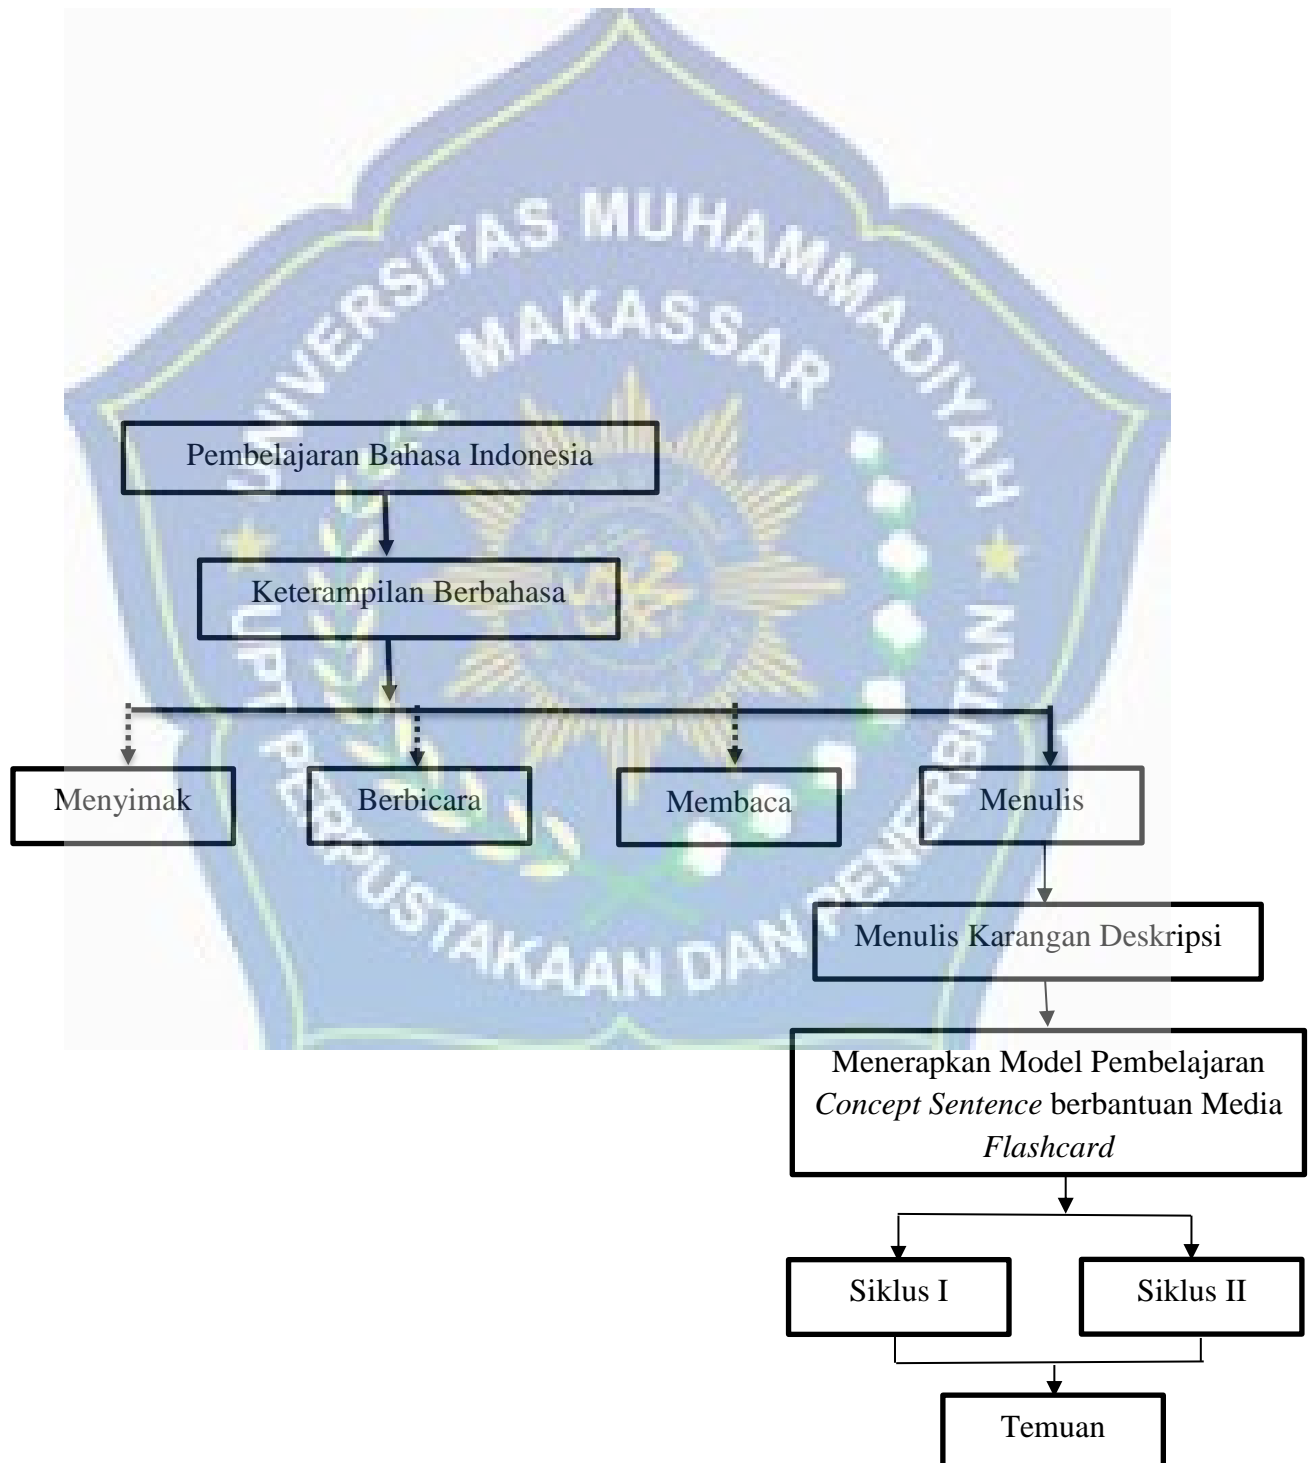 UNIVERSITAS MUHAMMADIYAH
MAKASSAR
UPT PERPUSTAKAAN DAN PENERBITAN
Pembelajaran Bahasa Indonesia
Keterampilan Berbahasa
Menyimak
Berbicara
Membaca
Menulis
Menulis Karangan Deskripsi
Menerapkan Model Pembelajaran
Concept Sentence berbantuan Media
Flashcard
Siklus I
Siklus II
Temuan